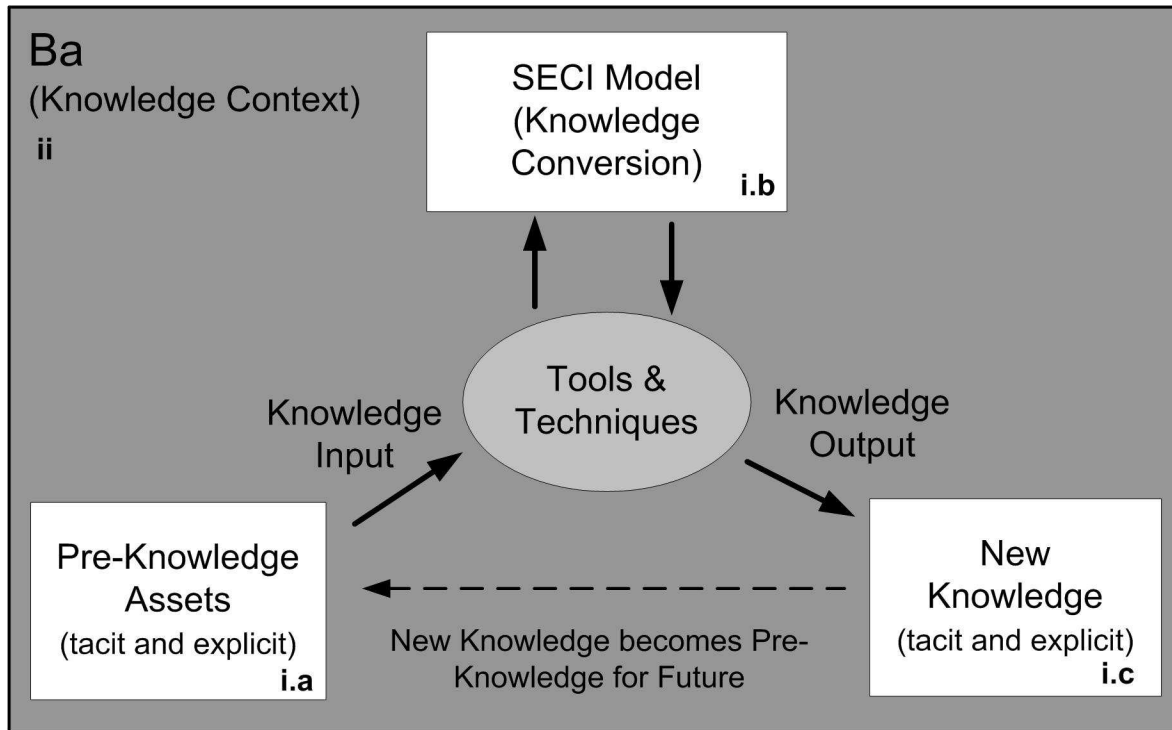 Ba
(Knowledge Context)
ii
SECI Model
(Knowledge
Conversion)
i.b
Tools &
Techniques
Knowledge
Input
Knowledge
Output
Pre-Knowledge
Assets
(tacit and explicit)
i.a
New Knowledge becomes Pre-
Knowledge for Future
New
Knowledge
(tacit and explicit)
i.c